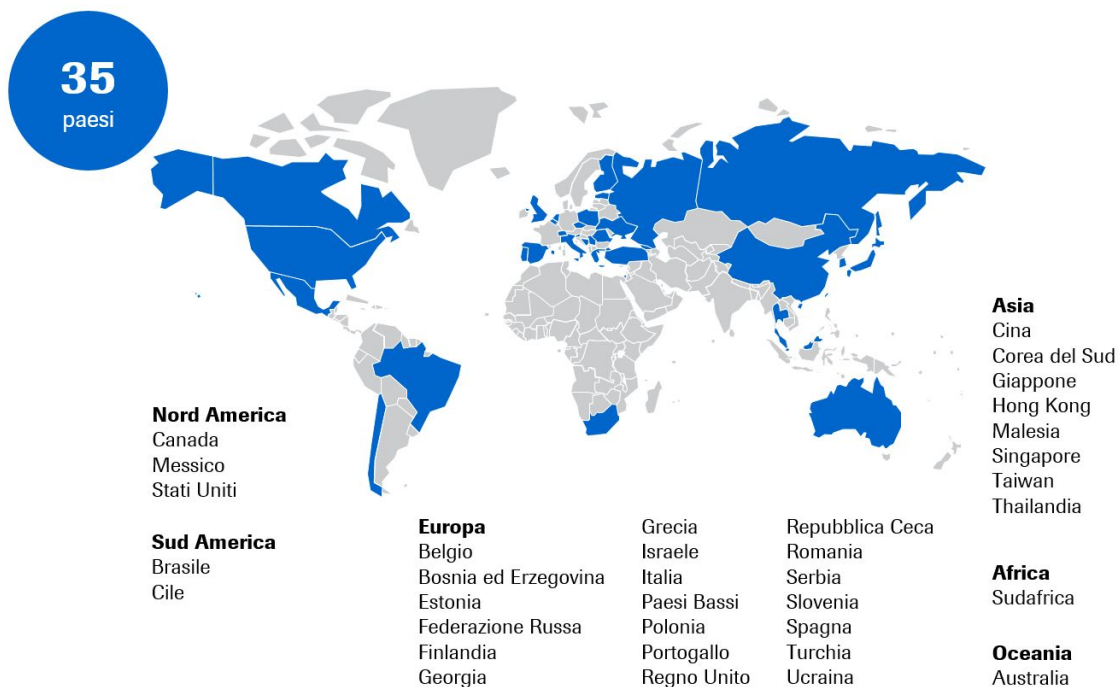 35
paesi
Nord America
Canada
Messico
Stati Uniti
Sud America
Brasile
Cile
Europa
Belgio
Bosnia ed Erzegovina
Estonia
Federazione Russa
Finlandia
Georgia
Grecia
Israele
Italia
Paesi Bassi
Polonia
Portogallo
Regno Unito
Repubblica Ceca
Romania
Serbia
Slovenia
Spagna
Turchia
Ucraina
Asia
Cina
Corea del Sud
Giappone
Hong Kong
Malesia
Singapore
Taiwan
Thailandia
Africa
Sudafrica
Oceania
Australia